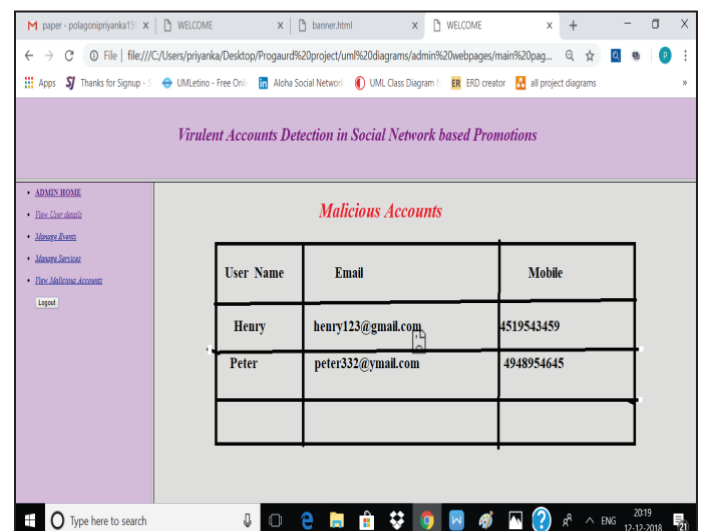 paper - polagonipriyanka15
WELCOME
banner.html
WELCOME
File | file:///C:/Users/priyanka/Desktop/Progaurd%20project/uml%20diagrams/admin%20webpages/main%20pag...
Apps
Thanks for Signup - S
UMLetino - Free Onli
Aloha Social Network
UML Class Diagram
ER ERD creator
all project diagrams
»
Virulent Accounts Detection in Social Network based Promotions
ADMIN HOME
View User details
Manage Events
Manage Services
View Malicious Accounts
Logout
Malicious Accounts
User Name Email Mobile
Henry henry123@gmail.com 4519543459
Peter peter332@ymail.com 4948954645
Type here to search
ENG
20:19
12-12-2018
21